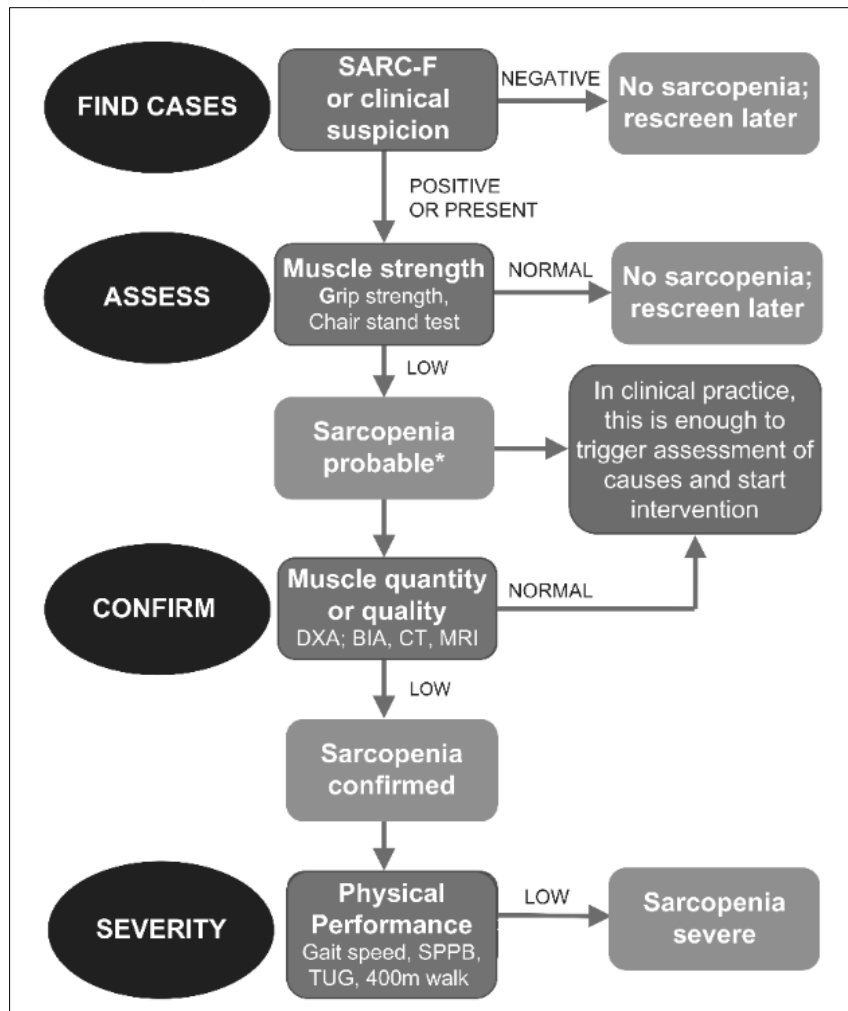 FIND CASES
SARC-F
or clinical
suspicion
NEGATIVE
No sarcopenia;
rescreen later
POSITIVE
OR PRESENT
ASSESS
Muscle strength
Grip strength,
Chair stand test
NORMAL
No sarcopenia;
rescreen later
LOW
Sarcopenia
probable*
In clinical practice,
this is enough to
trigger assessment of
causes and start
intervention
CONFIRM
Muscle quantity
or quality
DXA; BIA, CT, MRI
NORMAL
LOW
Sarcopenia
confirmed
SEVERITY
Physical
Performance
Gait speed, SPPB,
TUG, 400m walk
LOW
Sarcopenia
severe